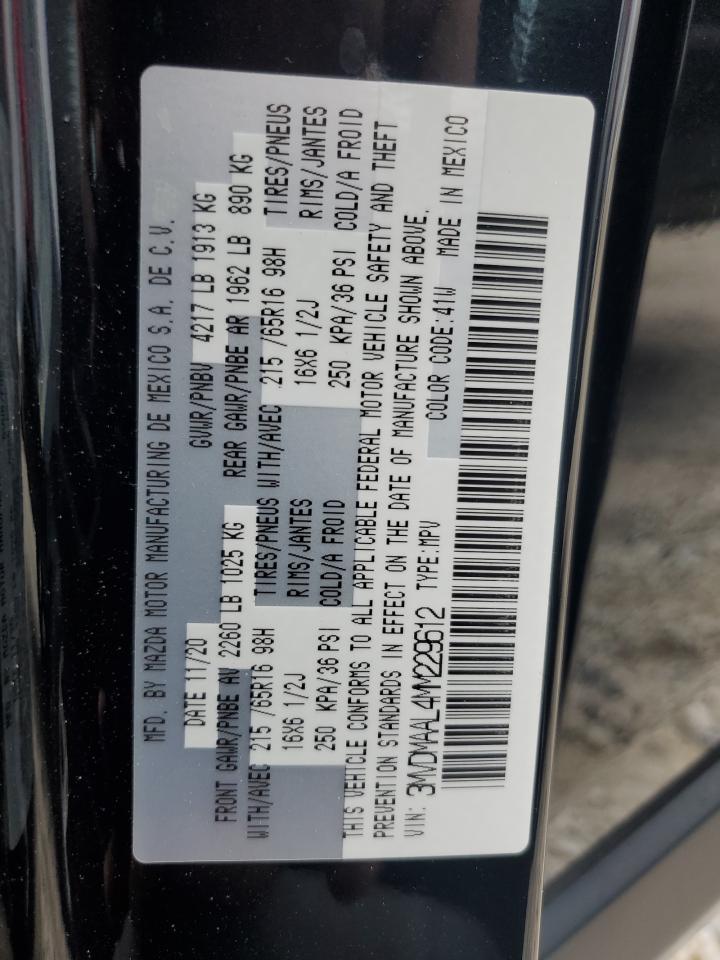 MFD. BY MAZDA MOTOR MANUFACTURING DE MEXICO S.A. DE C.V.
DATE 11/20 GVWR/PNBV 4217 LB 1913 KG
FRONT GAWR/PNBE AV 2260 LB 1025 KG REAR GAWR/PNBE AR 1962 LB 890 KG
WITH/AVEC 215 /65R16 98H TIRES/PNEUS WITH/AVEC 215 /65R16 98H TIRES/PNEUS
16X6 1/2J RIMS/JANTES 16X6 1/2J RIMS/JANTES
250 KPA/36 PSI COLD/A FROID 250 KPA/36 PSI COLD/A FROID
THIS VEHICLE CONFORMS TO ALL APPLICABLE FEDERAL MOTOR VEHICLE SAFETY AND THEFT
PREVENTION STANDARDS IN EFFECT ON THE DATE OF MANUFACTURE SHOWN ABOVE.
VIN: 3MVDMAAL4MM229612 TYPE:MPV COLOR CODE:41W MADE IN MEXICO